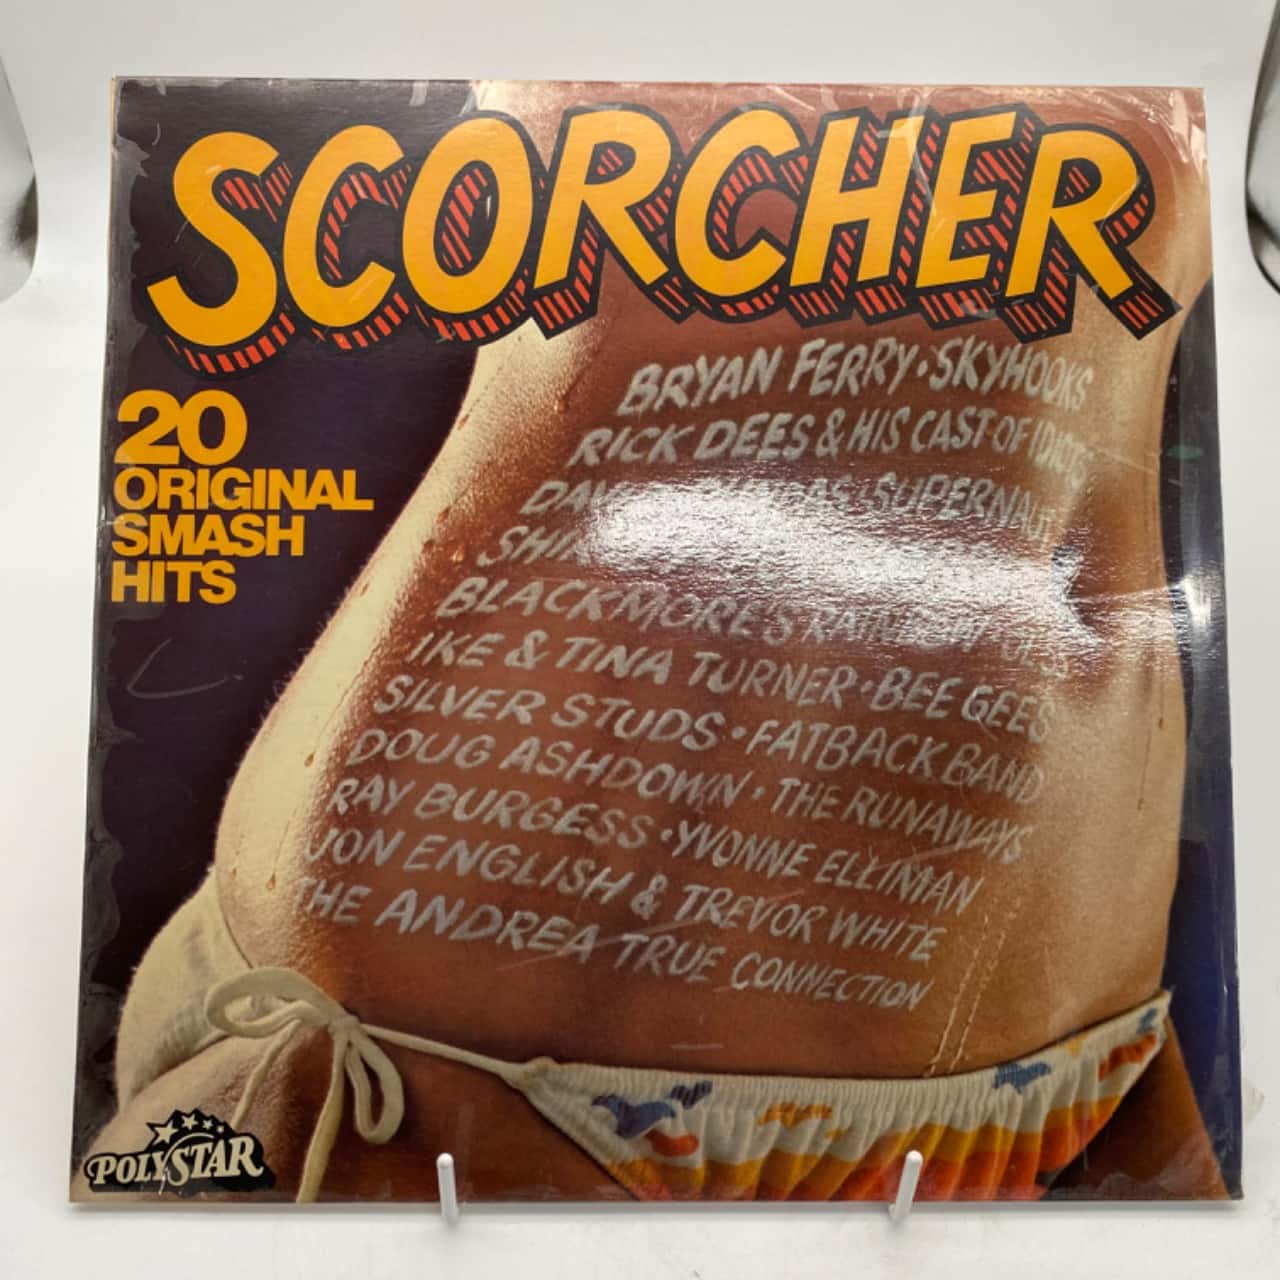 SCORCHER
20
ORIGINAL
SMASH
HITS
BRYAN FERRY • SKYHOOKS
RICK DEES & HIS CAST OF IDIOTS
SUPERNAUT
BLACKMORE'S RAINBOW •
IKE & TINA TURNER • BEE GEES
SILVER STUDS • FATBACK BAND
DOUG ASHDOWN • THE RUNAWAYS
RAY BURGESS • YVONNE ELLIMAN
JON ENGLISH & TREVOR WHITE
THE ANDREA TRUE CONNECTION
POLYSTAR